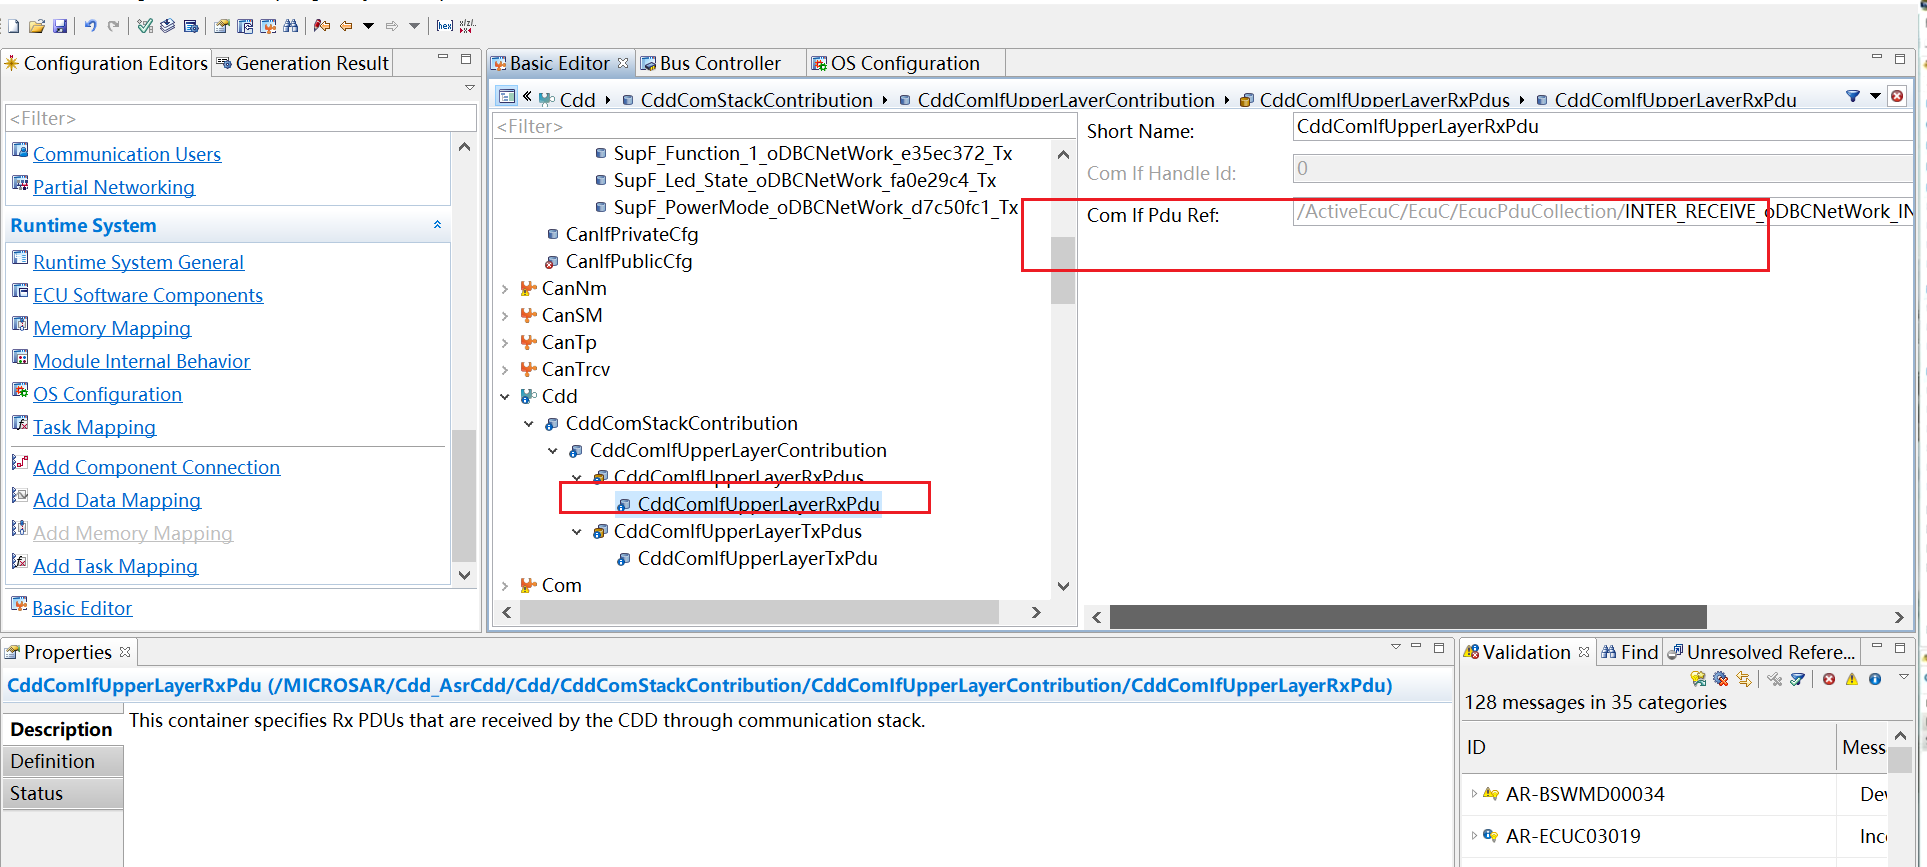 Configuration Editors
Generation Result
<Filter>
Communication Users
Partial Networking
Runtime System
Runtime System General
ECU Software Components
Memory Mapping
Module Internal Behavior
OS Configuration
Task Mapping
Add Component Connection
Add Data Mapping
Add Memory Mapping
Add Task Mapping
Basic Editor
Basic Editor
Bus Controller
OS Configuration
Cdd
CddComStackContribution
CddComIfUpperLayerContribution
CddComIfUpperLayerRxPdus
CddComIfUpperLayerRxPdu
<Filter>
SupF_Function_1_oDBCNetWork_e35ec372_Tx
SupF_Led_State_oDBCNetWork_fa0e29c4_Tx
SupF_PowerMode_oDBCNetWork_d7c50fc1_Tx
CanIfPrivateCfg
CanIfPublicCfg
CanNm
CanSM
CanTp
CanTrcv
Cdd
CddComStackContribution
CddComIfUpperLayerContribution
CddComIfUpperLayerRxPdus
CddComIfUpperLayerRxPdu
CddComIfUpperLayerTxPdus
CddComIfUpperLayerTxPdu
Com
Short Name: CddComIfUpperLayerRxPdu
Com If Handle Id: 0
Com If Pdu Ref: /ActiveEcuC/EcuC/EcucPduCollection/INTER_RECEIVE_oDBCNetWork_IN
Properties
CddComIfUpperLayerRxPdu (/MICROSAR/Cdd_AsrCdd/Cdd/CddComStackContribution/CddComIfUpperLayerContribution/CddComIfUpperLayerRxPdu)
Description
This container specifies Rx PDUs that are received by the CDD through communication stack.
Definition
Status
Validation
Find
Unresolved Refere...
128 messages in 35 categories
ID
Mess
AR-BSWMD00034
Dev
AR-ECUC03019
Inc